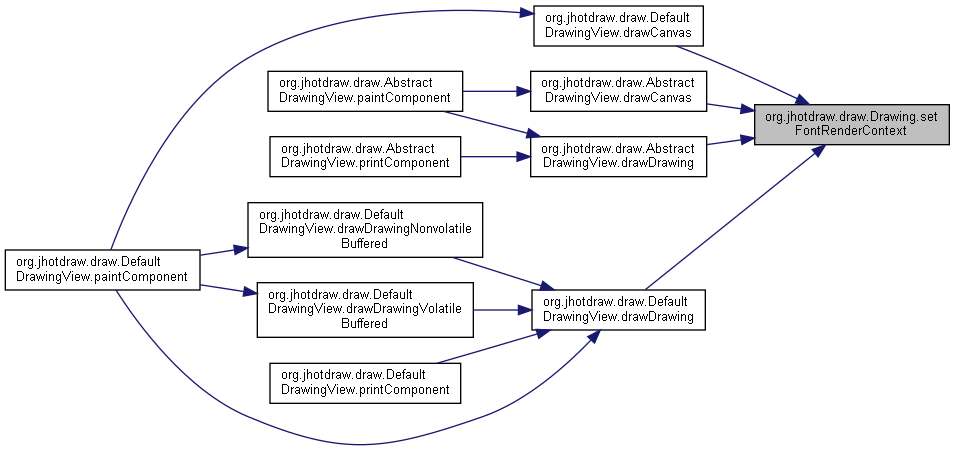 org.jhotdraw.draw.Default
DrawingView.drawCanvas
org.jhotdraw.draw.Abstract
DrawingView.paintComponent
org.jhotdraw.draw.Abstract
DrawingView.drawCanvas
org.jhotdraw.draw.Drawing.set
FontRenderContext
org.jhotdraw.draw.Abstract
DrawingView.printComponent
org.jhotdraw.draw.Abstract
DrawingView.drawDrawing
org.jhotdraw.draw.Default
DrawingView.drawDrawingNonvolatile
Buffered
org.jhotdraw.draw.Default
DrawingView.paintComponent
org.jhotdraw.draw.Default
DrawingView.drawDrawingVolatile
Buffered
org.jhotdraw.draw.Default
DrawingView.drawDrawing
org.jhotdraw.draw.Default
DrawingView.printComponent